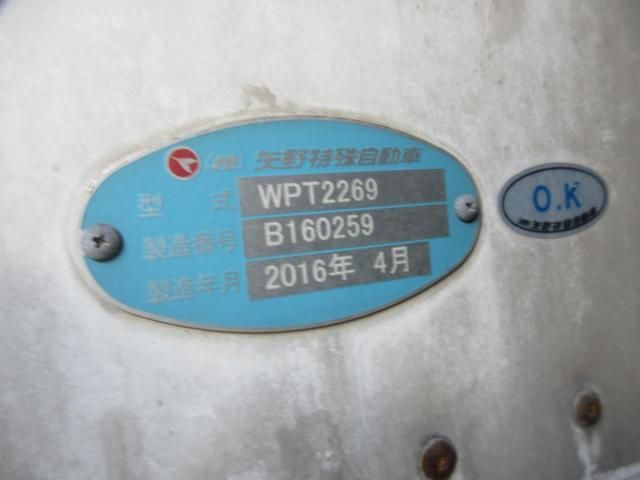 (株) 矢野特殊自動車
型 式 WPT2269
製造番号 B160259
製造年月 2016年 4月
O.K